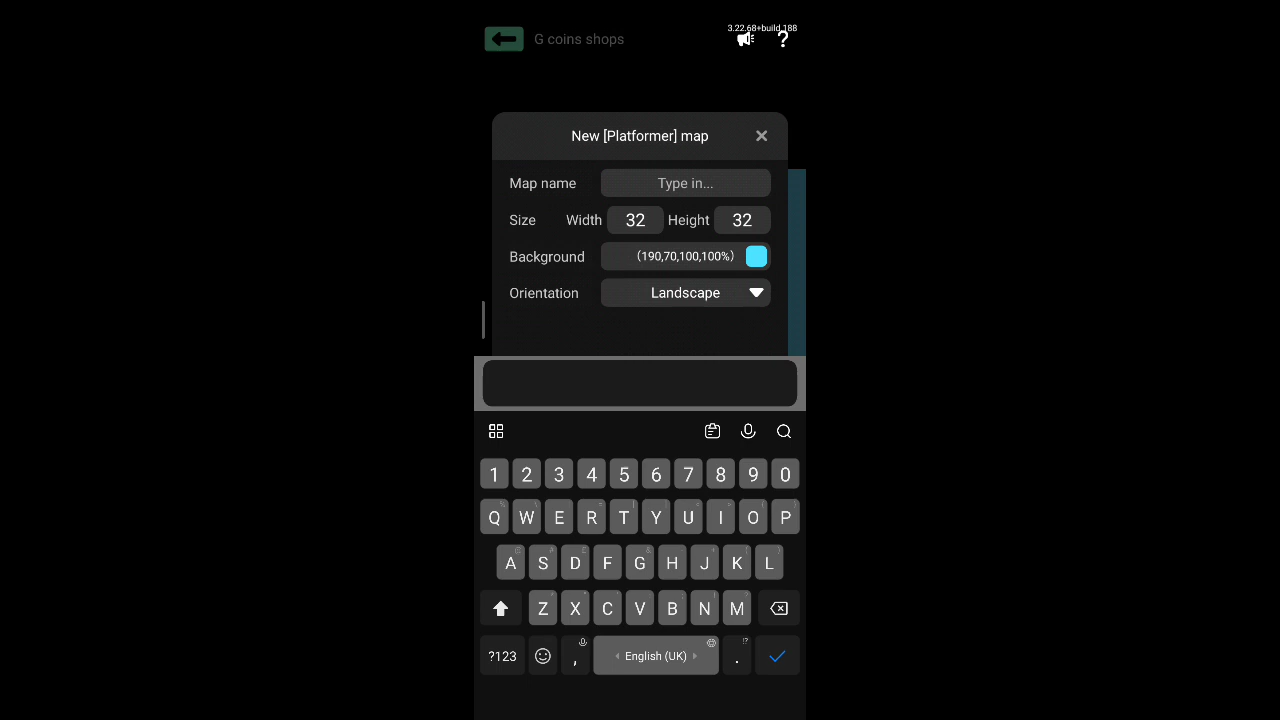 3.22.68+build.188
G coins shops
?
New [Platformer] map
Map name Type in...
Size Width 32 Height 32
Background (190,70,100,100%)
Orientation Landscape
1 2 3 4 5 6 7 8 9 0
Q W E R T Y U I O P
A S D F G H J K L
Z X C V B N M
?123 , English (UK) . !?